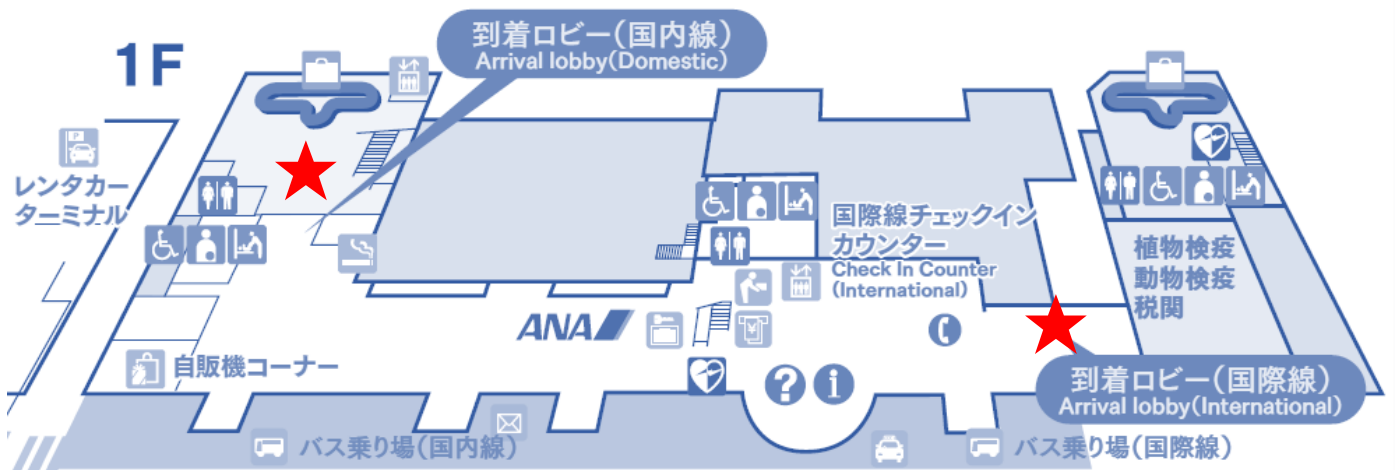 1F
到着ロビー(国内線)
Arrival lobby(Domestic)
P
レンタカー
ターミナル
国際線チェックイン
カウンター
Check In Counter
(International)
植物検疫
動物検疫
税関
ANA
¥
自販機コーナー
?
i
到着ロビー(国際線)
Arrival lobby(International)
バス乗り場(国内線)
バス乗り場(国際線)